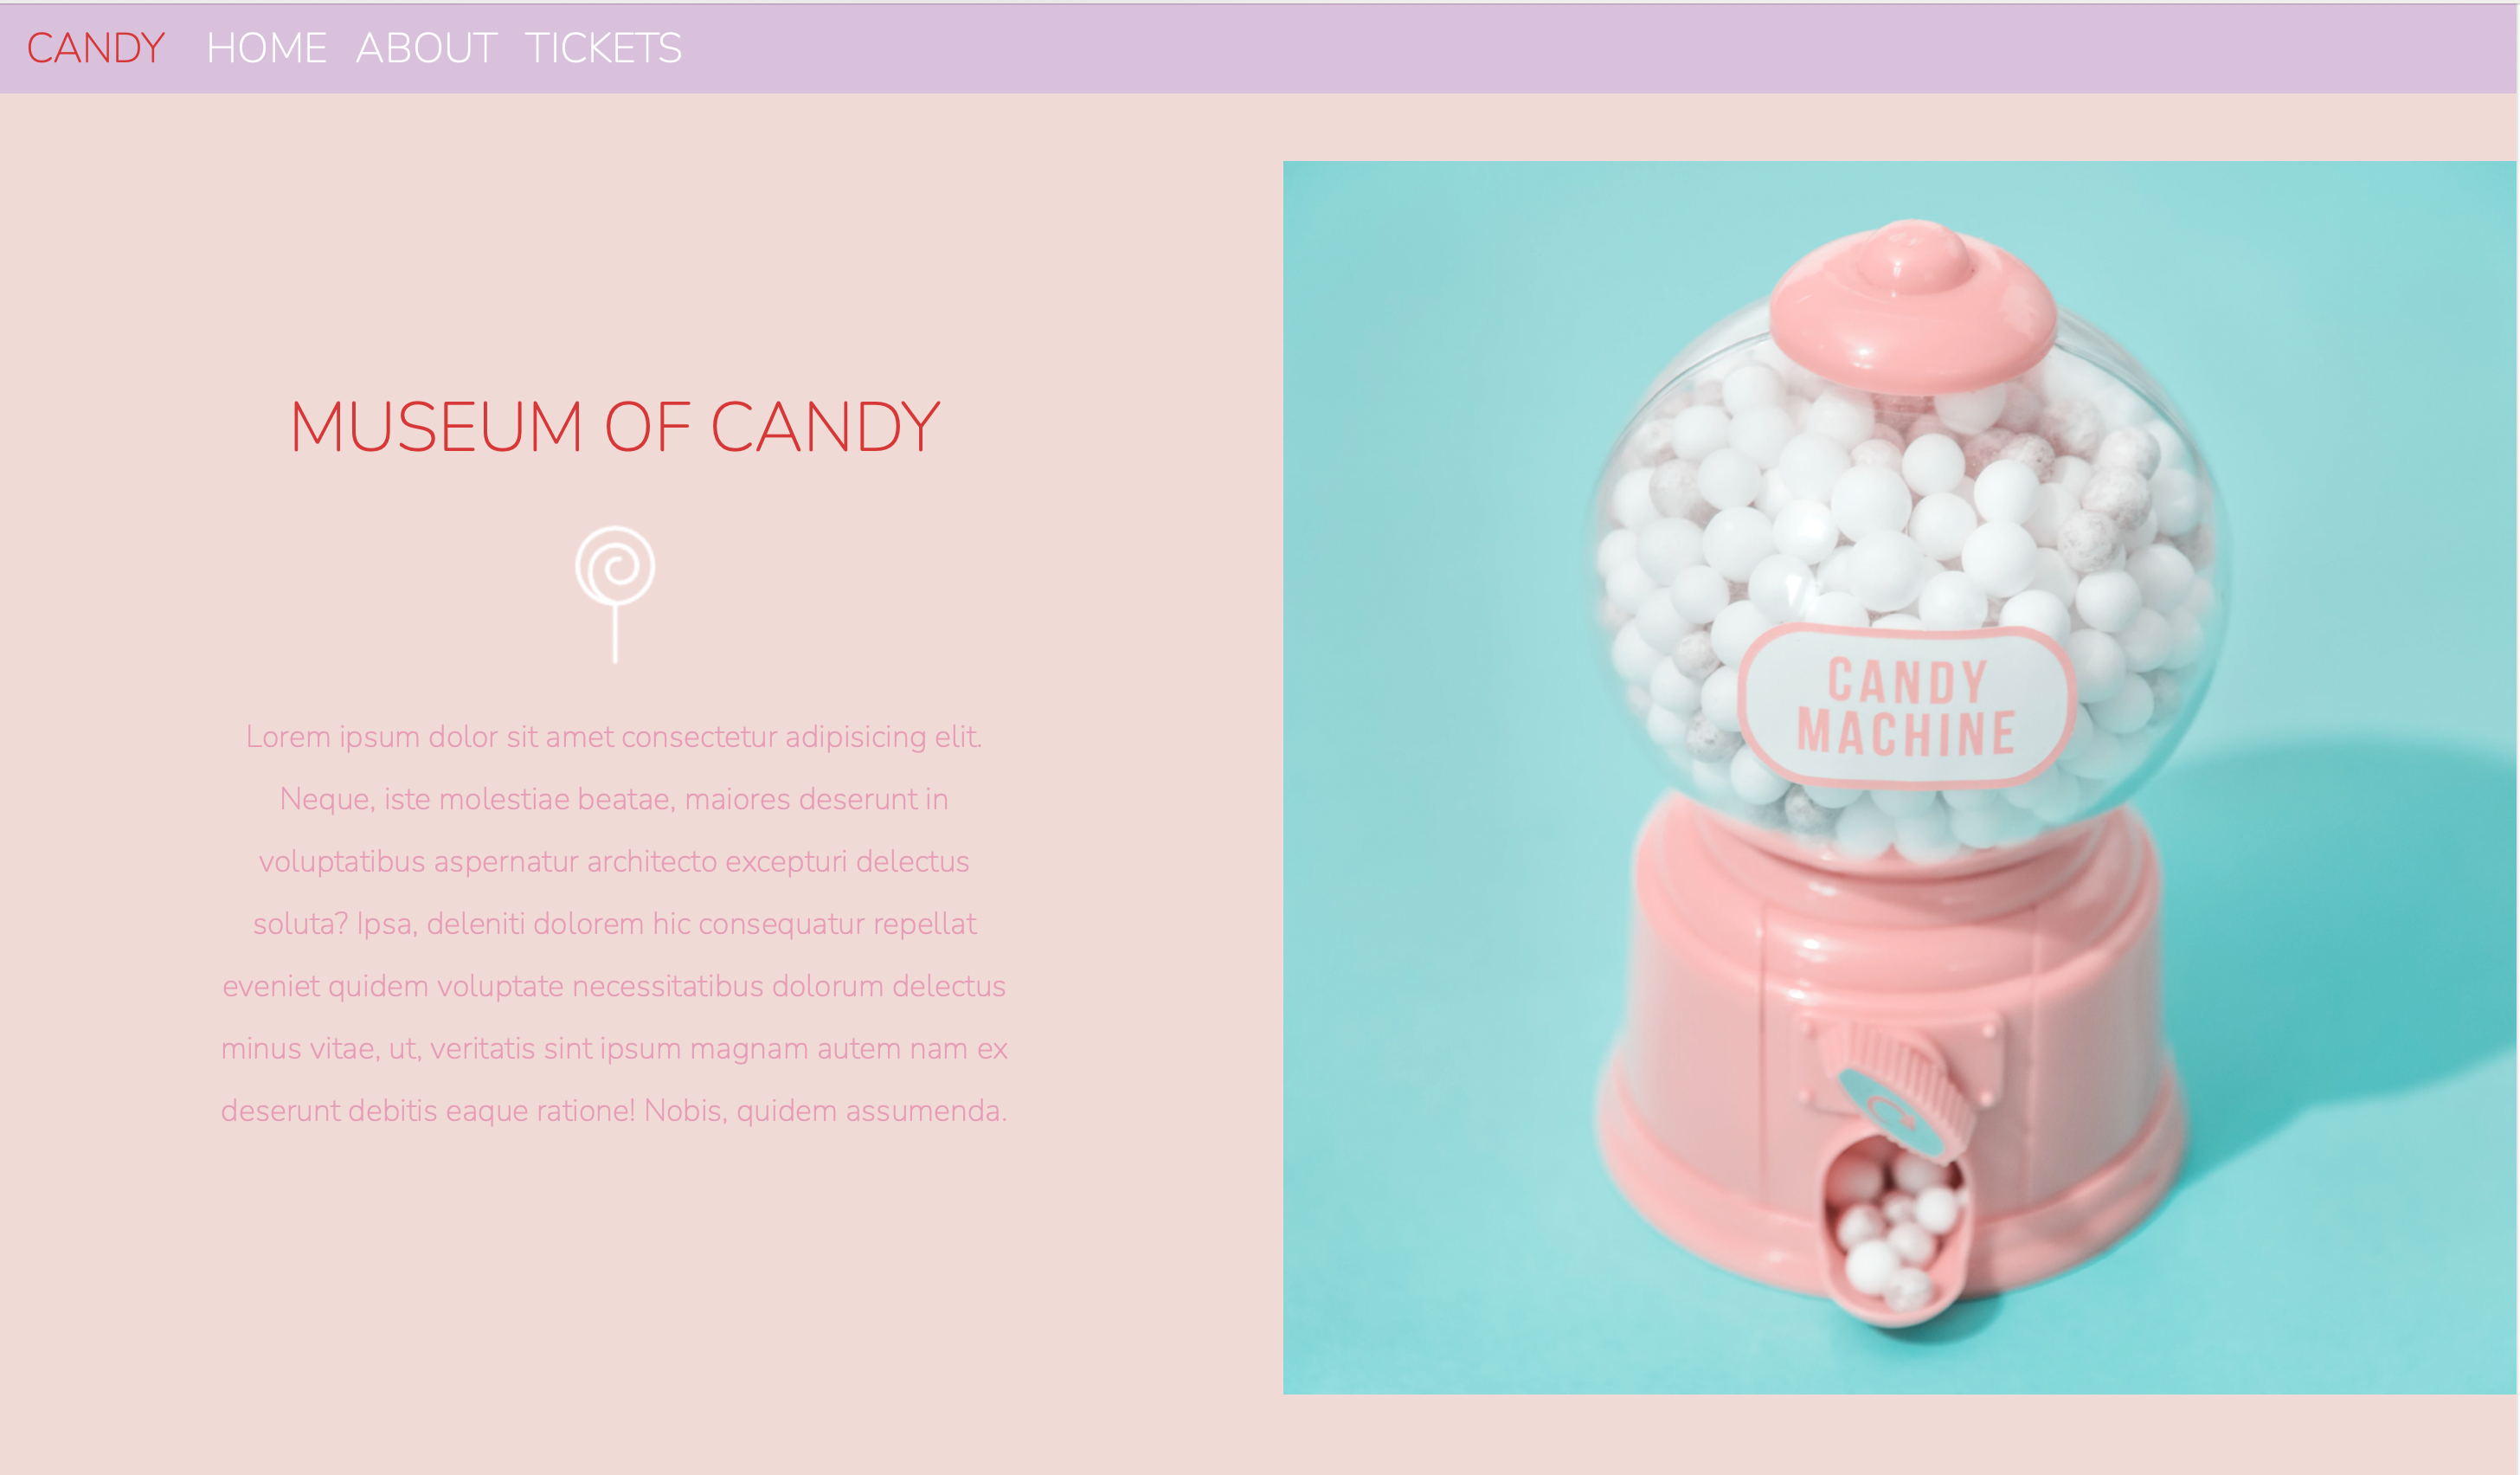 CANDY HOME ABOUT TICKETS
MUSEUM OF CANDY
Lorem ipsum dolor sit amet consectetur adipisicing elit.
Neque, iste molestiae beatae, maiores deserunt in
voluptatibus aspernatur architecto excepturi delectus
soluta? Ipsa, deleniti dolorem hic consequatur repellat
eveniet quidem voluptate necessitatibus dolorum delectus
minus vitae, ut, veritatis sint ipsum magnam autem nam ex
deserunt debitis eaque ratione! Nobis, quidem assumenda.
CANDY
MACHINE